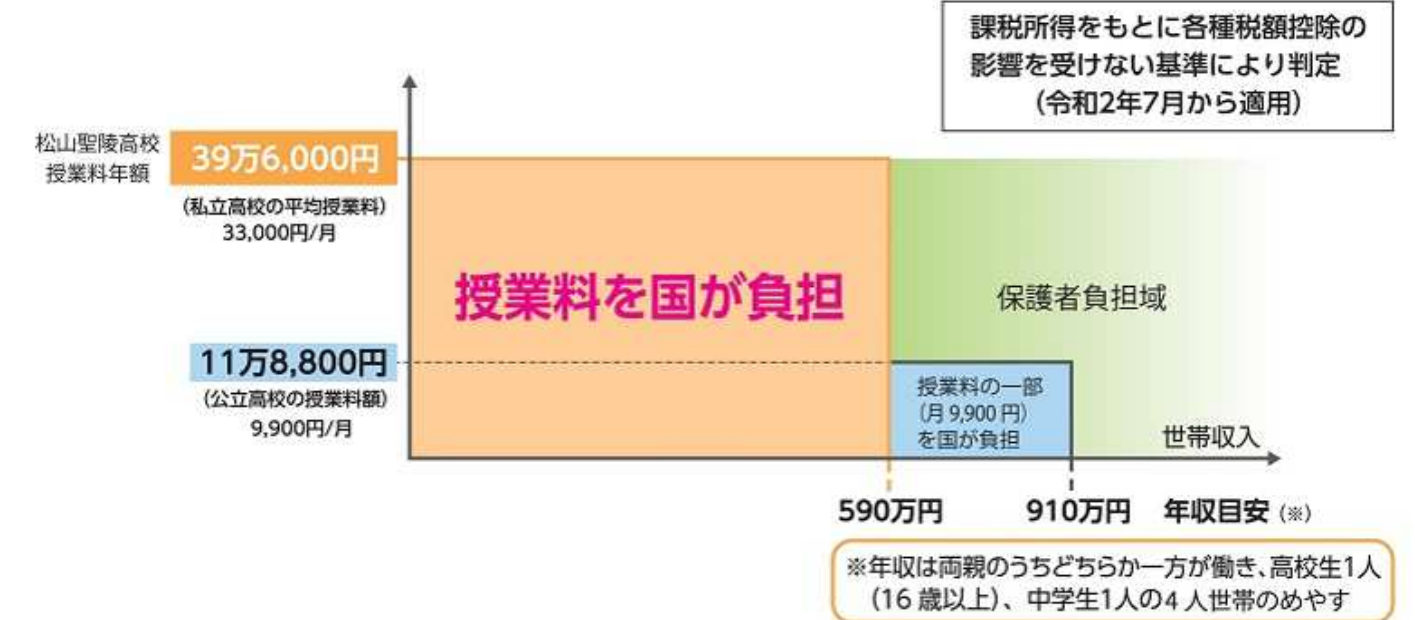 課税所得をもとに各種税額控除の
影響を受けない基準により判定
（令和2年7月から適用）
松山聖陵高校
授業料年額
39万6,000円
（私立高校の平均授業料）
33,000円/月
授業料を国が負担
保護者負担域
11万8,800円
（公立高校の授業料額）
9,900円/月
授業料の一部
（月 9,900 円）
を国が負担
世帯収入
590万円
910万円
年収目安（※）
※年収は両親のうちどちらか一方が働き、高校生1人
（16 歳以上）、中学生1人の4 人世帯のめやす